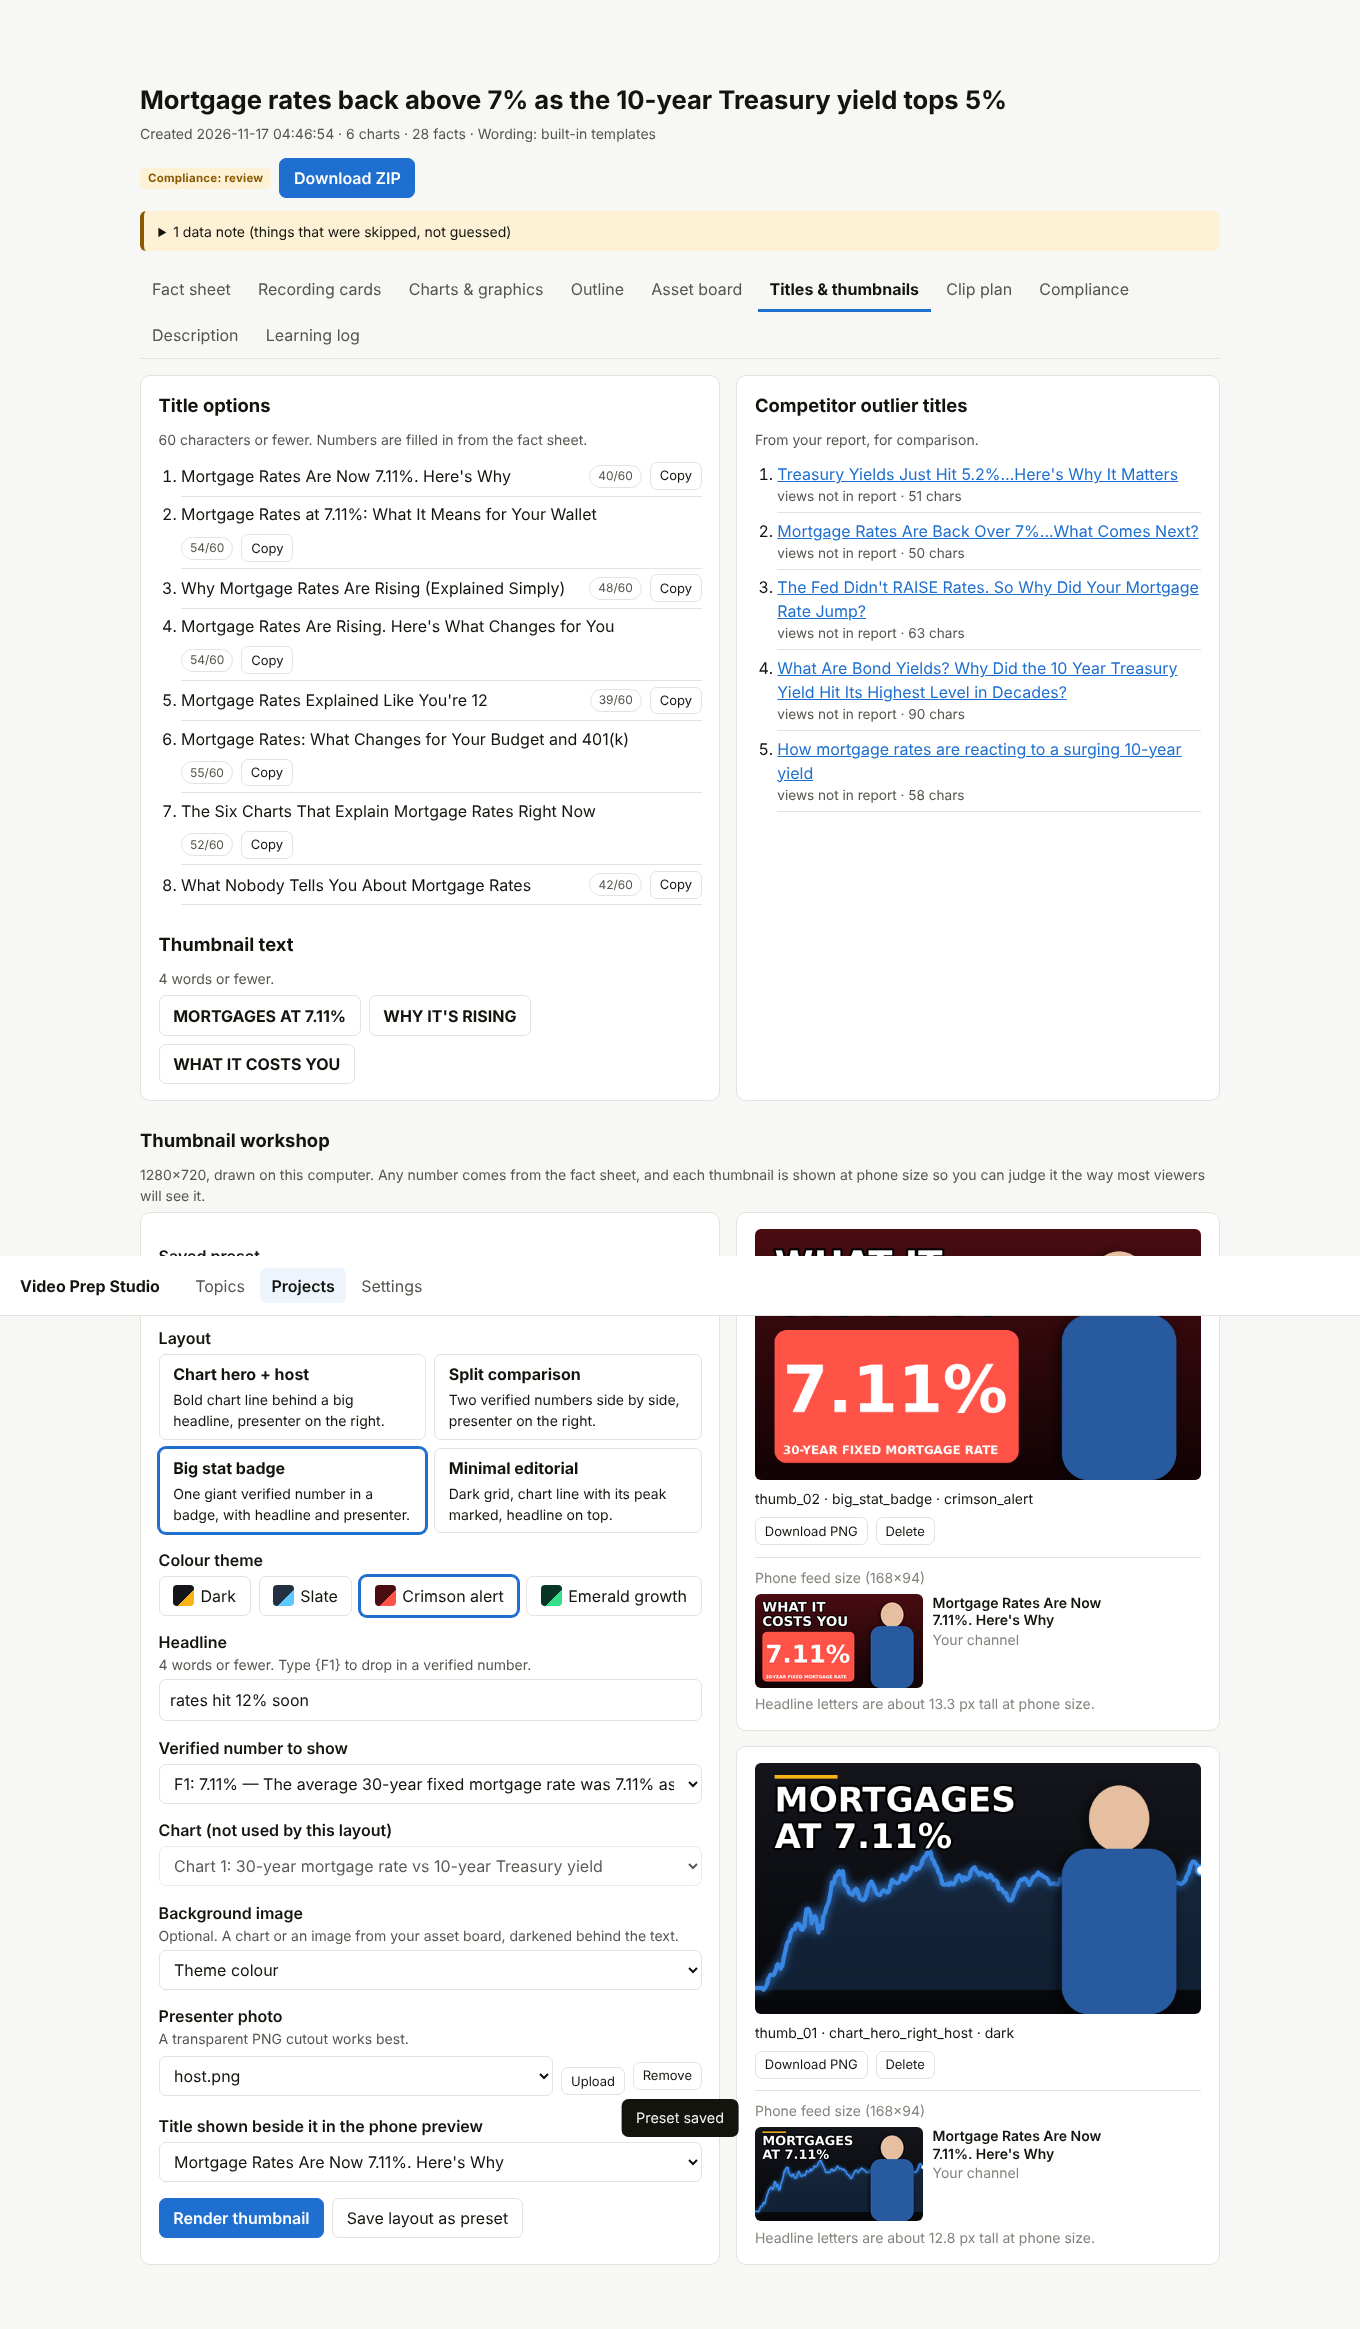 Mortgage rates back above 7% as the 10-year Treasury yield tops 5%
Created 2026-11-17 04:46:54 · 6 charts · 28 facts · Wording: built-in templates
Compliance: review
Download ZIP
▶ 1 data note (things that were skipped, not guessed)
Fact sheet
Recording cards
Charts & graphics
Outline
Asset board
Titles & thumbnails
Clip plan
Compliance
Description
Learning log
Title options
60 characters or fewer. Numbers are filled in from the fact sheet.
1. Mortgage Rates Are Now 7.11%. Here's Why
40/60
Copy
2. Mortgage Rates at 7.11%: What It Means for Your Wallet
54/60
Copy
3. Why Mortgage Rates Are Rising (Explained Simply)
48/60
Copy
4. Mortgage Rates Are Rising. Here's What Changes for You
54/60
Copy
5. Mortgage Rates Explained Like You're 12
39/60
Copy
6. Mortgage Rates: What Changes for Your Budget and 401(k)
55/60
Copy
7. The Six Charts That Explain Mortgage Rates Right Now
52/60
Copy
8. What Nobody Tells You About Mortgage Rates
42/60
Copy
Thumbnail text
4 words or fewer.
MORTGAGES AT 7.11%
WHY IT'S RISING
WHAT IT COSTS YOU
Competitor outlier titles
From your report, for comparison.
1. Treasury Yields Just Hit 5.2%...Here's Why It Matters
views not in report · 51 chars
2. Mortgage Rates Are Back Over 7%...What Comes Next?
views not in report · 50 chars
3. The Fed Didn't RAISE Rates. So Why Did Your Mortgage
Rate Jump?
views not in report · 63 chars
4. What Are Bond Yields? Why Did the 10 Year Treasury
Yield Hit Its Highest Level in Decades?
views not in report · 90 chars
5. How mortgage rates are reacting to a surging 10-year
yield
views not in report · 58 chars
Thumbnail workshop
1280×720, drawn on this computer. Any number comes from the fact sheet, and each thumbnail is shown at phone size so you can judge it the way most viewers
will see it.
Saved preset
Video Prep Studio
Topics
Projects
Settings
Layout
Chart hero + host
Bold chart line behind a big
headline, presenter on the right.
Split comparison
Two verified numbers side by side,
presenter on the right.
Big stat badge
One giant verified number in a
badge, with headline and presenter.
Minimal editorial
Dark grid, chart line with its peak
marked, headline on top.
Colour theme
Dark
Slate
Crimson alert
Emerald growth
Headline
4 words or fewer. Type {F1} to drop in a verified number.
rates hit 12% soon
Verified number to show
F1: 7.11% — The average 30-year fixed mortgage rate was 7.11% as
Chart (not used by this layout)
Chart 1: 30-year mortgage rate vs 10-year Treasury yield
Background image
Optional. A chart or an image from your asset board, darkened behind the text.
Theme colour
Presenter photo
A transparent PNG cutout works best.
host.png
Upload
Remove
Preset saved
Title shown beside it in the phone preview
Mortgage Rates Are Now 7.11%. Here's Why
Render thumbnail
Save layout as preset
WHAT IT
7.11%
30-YEAR FIXED MORTGAGE RATE
thumb_02 · big_stat_badge · crimson_alert
Download PNG
Delete
Phone feed size (168×94)
WHAT IT
COSTS YOU
7.11%
30-YEAR FIXED MORTGAGE RATE
Mortgage Rates Are Now
7.11%. Here's Why
Your channel
Headline letters are about 13.3 px tall at phone size.
MORTGAGES
AT 7.11%
thumb_01 · chart_hero_right_host · dark
Download PNG
Delete
Phone feed size (168×94)
MORTGAGES
AT 7.11%
Mortgage Rates Are Now
7.11%. Here's Why
Your channel
Headline letters are about 12.8 px tall at phone size.